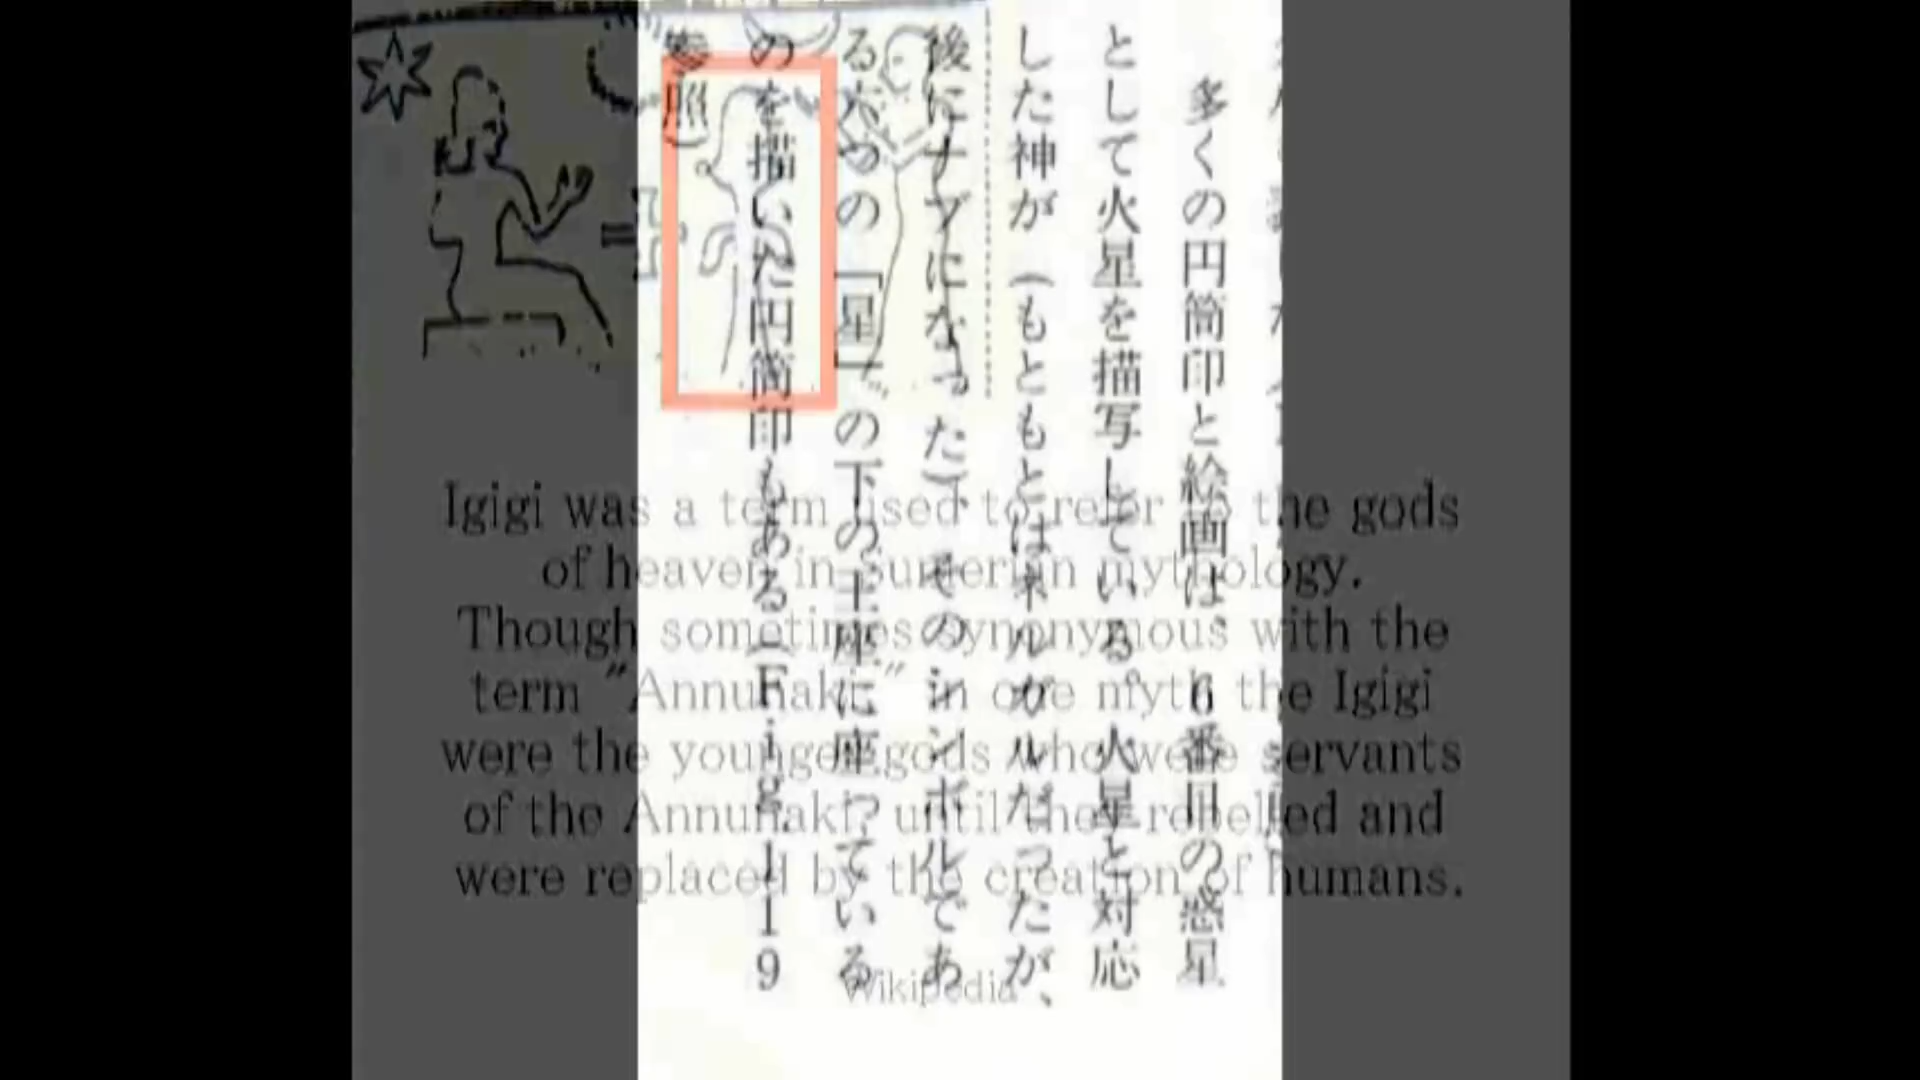 多くの円筒印と絵画は、6番目の惑星
として火星を描写している。火星と対応
した神が(もともとはネルガルだったが、
後にナブになった)、そのシンボルであ
る六つの「星」の下の王座に座っている
のを描いた円筒印もある(Fig.119
参照)。
Igigi was a term used to refer to the gods
of heaven in Sumerian mythology.
Though sometimes synonymous with the
term "Annunaki," in one myth the Igigi
were the younger gods who were servants
of the Annunaki, until they rebelled and
were replaced by the creation of humans.
Wikipedia